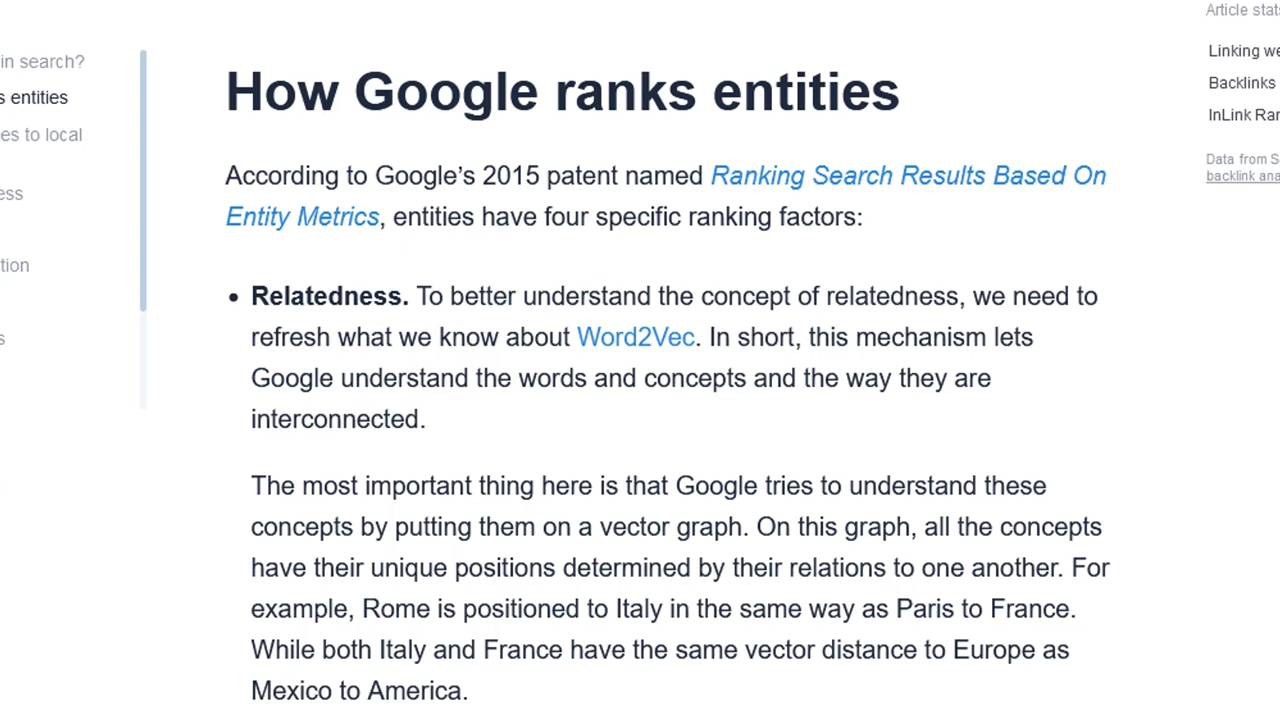 in search?
s entities
es to local
ess
tion
s
How Google ranks entities
According to Google’s 2015 patent named Ranking Search Results Based On
Entity Metrics, entities have four specific ranking factors:
• Relatedness. To better understand the concept of relatedness, we need to
refresh what we know about Word2Vec. In short, this mechanism lets
Google understand the words and concepts and the way they are
interconnected.
The most important thing here is that Google tries to understand these
concepts by putting them on a vector graph. On this graph, all the concepts
have their unique positions determined by their relations to one another. For
example, Rome is positioned to Italy in the same way as Paris to France.
While both Italy and France have the same vector distance to Europe as
Mexico to America.
Article stat
Linking we
Backlinks
InLink Ran
Data from S
backlink ana